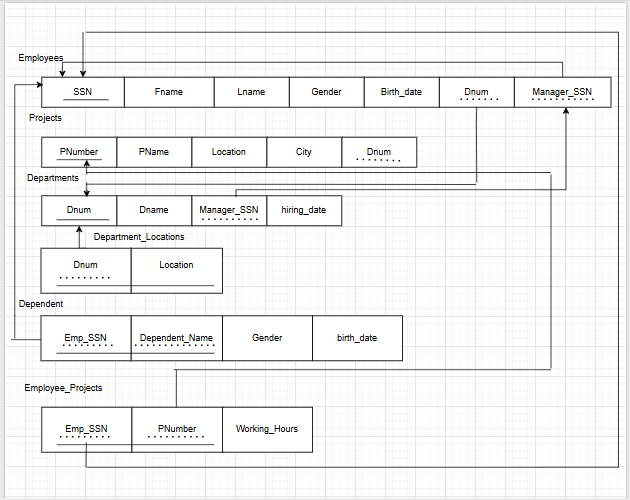 Employees
SSN Fname Lname Gender Birth_date Dnum Manager_SSN
Projects
PNumber PName Location City Dnum
Departments
Dnum Dname Manager_SSN hiring_date
Department_Locations
Dnum Location
Dependent
Emp_SSN Dependent_Name Gender birth_date
Employee_Projects
Emp_SSN PNumber Working_Hours